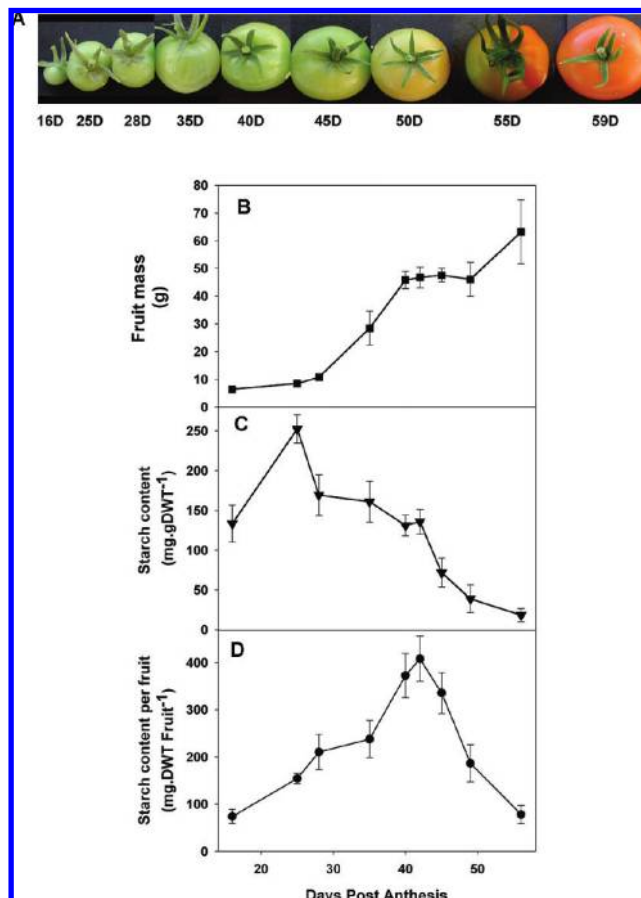 A
16D 25D 28D 35D 40D 45D 50D 55D 59D
B
80
70
60
50
40
30
20
10
0
Fruit mass
(g)
C
250
200
150
100
50
0
Starch content
(mg.gDWT-1)
D
400
300
200
100
0
Starch content per fruit
(mg.DWT Fruit-1)
20 30 40 50
Days Post Anthesis